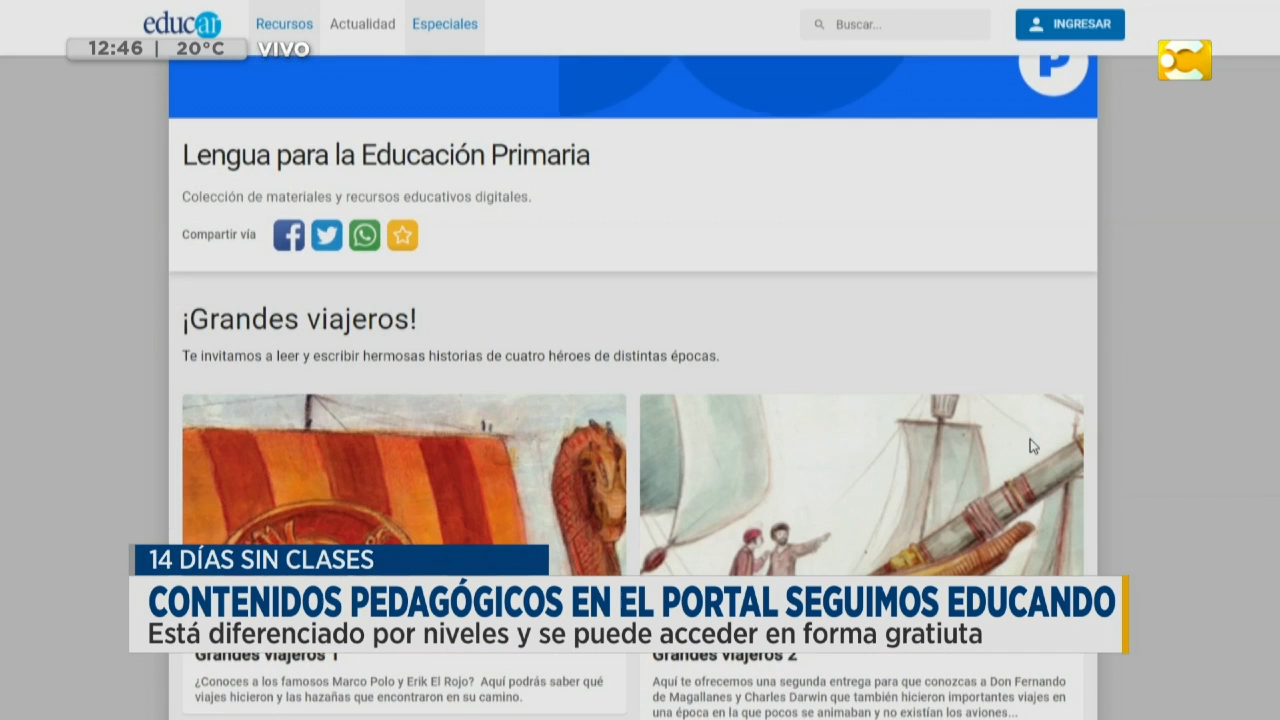 educar
Recursos
Actualidad
Especiales
Buscar...
INGRESAR
12:46 | 20°C
VIVO
Lengua para la Educación Primaria
Colección de materiales y recursos educativos digitales.
Compartir vía
¡Grandes viajeros!
Te invitamos a leer y escribir hermosas historias de cuatro héroes de distintas épocas.
14 DÍAS SIN CLASES
CONTENIDOS PEDAGÓGICOS EN EL PORTAL SEGUIMOS EDUCANDO
Está diferenciado por niveles y se puede acceder en forma gratiuta
Grandes viajeros 1
¿Conoces a los famosos Marco Polo y Erik El Rojo? Aquí podrás saber qué
viajes hicieron y las hazañas que encontraron en su camino.
Grandes viajeros 2
Aquí te ofrecemos una segunda entrega para que conozcas a Don Fernando
de Magallanes y Charles Darwin que también hicieron importantes viajes en
una época en la que pocos se animaban y no existían los aviones...